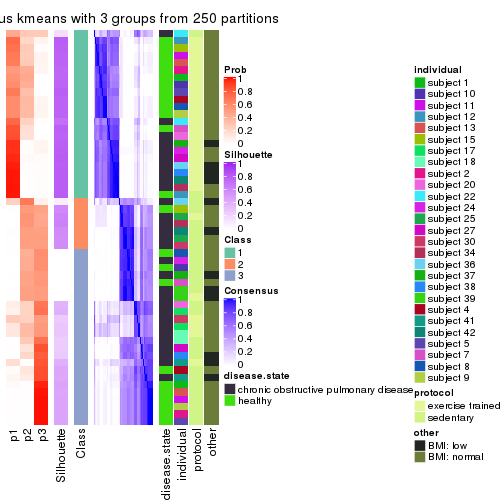 us kmeans with 3 groups from 250 partitions
Prob
1
0.8
0.6
0.4
0.2
0
Silhouette
1
0.8
0.6
0.4
0.2
0
Class
1
2
3
Consensus
1
0.8
0.6
0.4
0.2
0
disease.state
chronic obstructive pulmonary disease
healthy
individual
subject 1
subject 10
subject 11
subject 12
subject 13
subject 15
subject 17
subject 18
subject 2
subject 20
subject 22
subject 24
subject 25
subject 27
subject 30
subject 34
subject 36
subject 37
subject 38
subject 39
subject 4
subject 41
subject 42
subject 5
subject 7
subject 8
subject 9
protocol
exercise trained
sedentary
other
BMI: low
BMI: normal
p1
p2
p3
Silhouette
Class
disease.state
individual
protocol
other